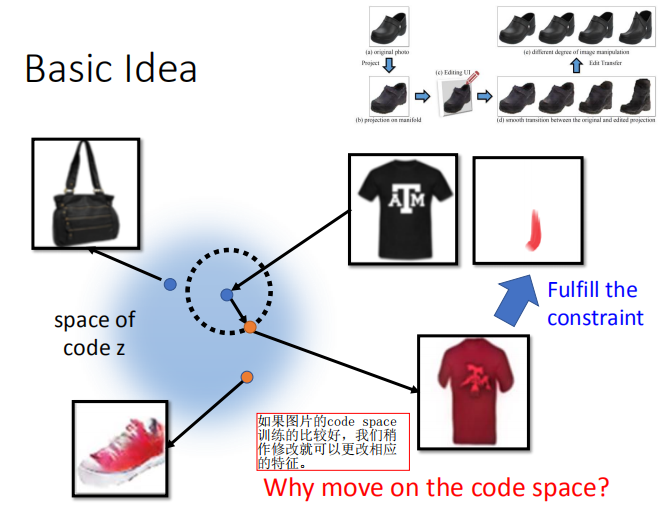 Basic Idea
(a) original photo
Project
(b) projection on manifold
(c) Editing UI
(e) different degree of image manipulation
Edit Transfer
(d) smooth transition between the original and edited projection
ATM
Fulfill the
constraint
space of
code z
ATM
如果图片的code space
训练的比较好，我们稍
作修改就可以更改相应
的特征。
Why move on the code space?